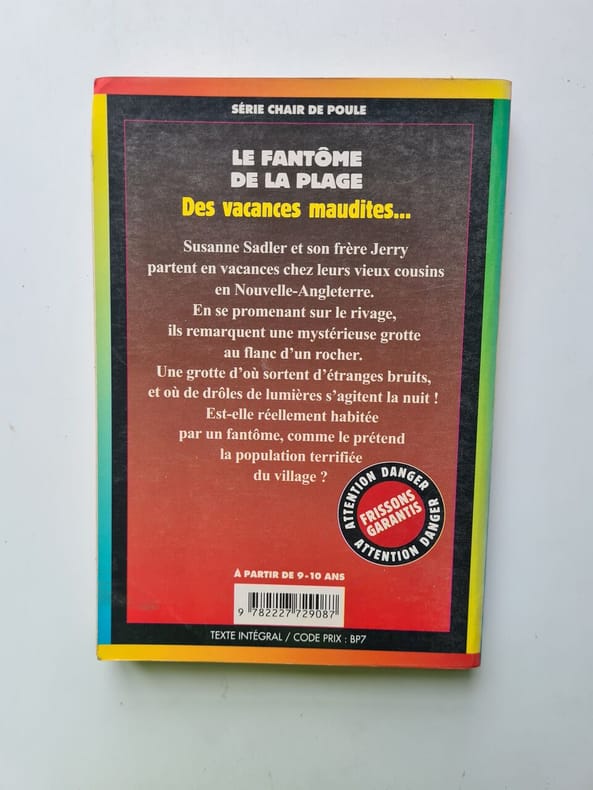 SÉRIE CHAIR DE POULE
LE FANTÔME
DE LA PLAGE
Des vacances maudites...
Susanne Sadler et son frère Jerry
partent en vacances chez leurs vieux cousins
en Nouvelle-Angleterre.
En se promenant sur le rivage,
ils remarquent une mystérieuse grotte
au flanc d'un rocher.
Une grotte d'où sortent d'étranges bruits,
et où de drôles de lumières s'agitent la nuit !
Est-elle réellement habitée
par un fantôme, comme le prétend
la population terrifiée
du village ?
ATTENTION DANGER
FRISSONS
GARANTIS
ATTENTION DANGER
À PARTIR DE 9-10 ANS
9 782227 729087
TEXTE INTÉGRAL / CODE PRIX : BP7